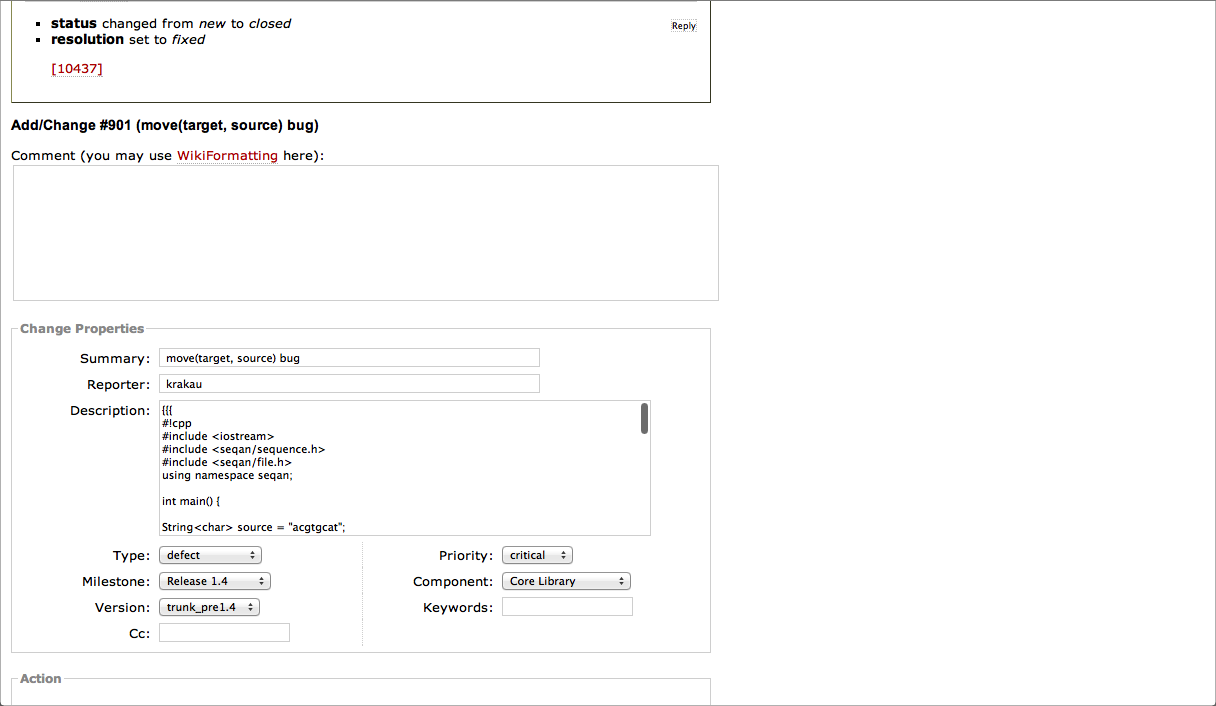 status changed from new to closed
Reply
resolution set to fixed
[10437]
Add/Change #901 (move(target, source) bug)
Comment (you may use WikiFormatting here):
Change Properties
Summary: move(target, source) bug
Reporter: krakau
Description: {{{
#!cpp
#include <iostream>
#include <seqan/sequence.h>
#include <seqan/file.h>
using namespace seqan;
int main() {
String<char> source = "acgtgcat";
Type: defect Priority: critical
Milestone: Release 1.4 Component: Core Library
Version: trunk_pre1.4 Keywords:
Cc:
Action